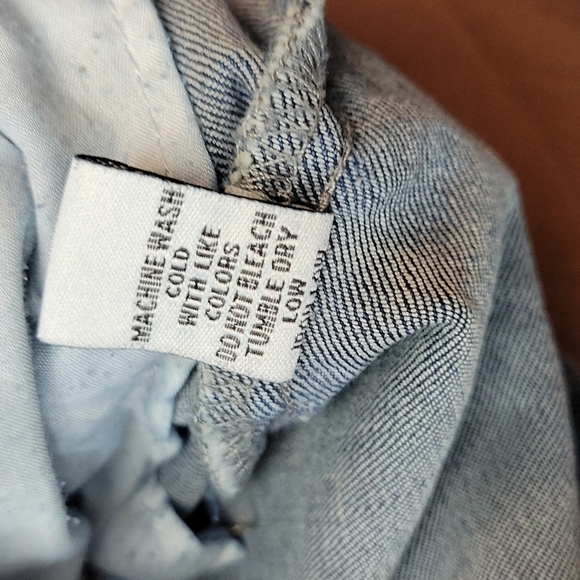 MACHINE WASH
COLD
WITH LIKE
COLORS
DO NOT BLEACH
TUMBLE DRY
LOW